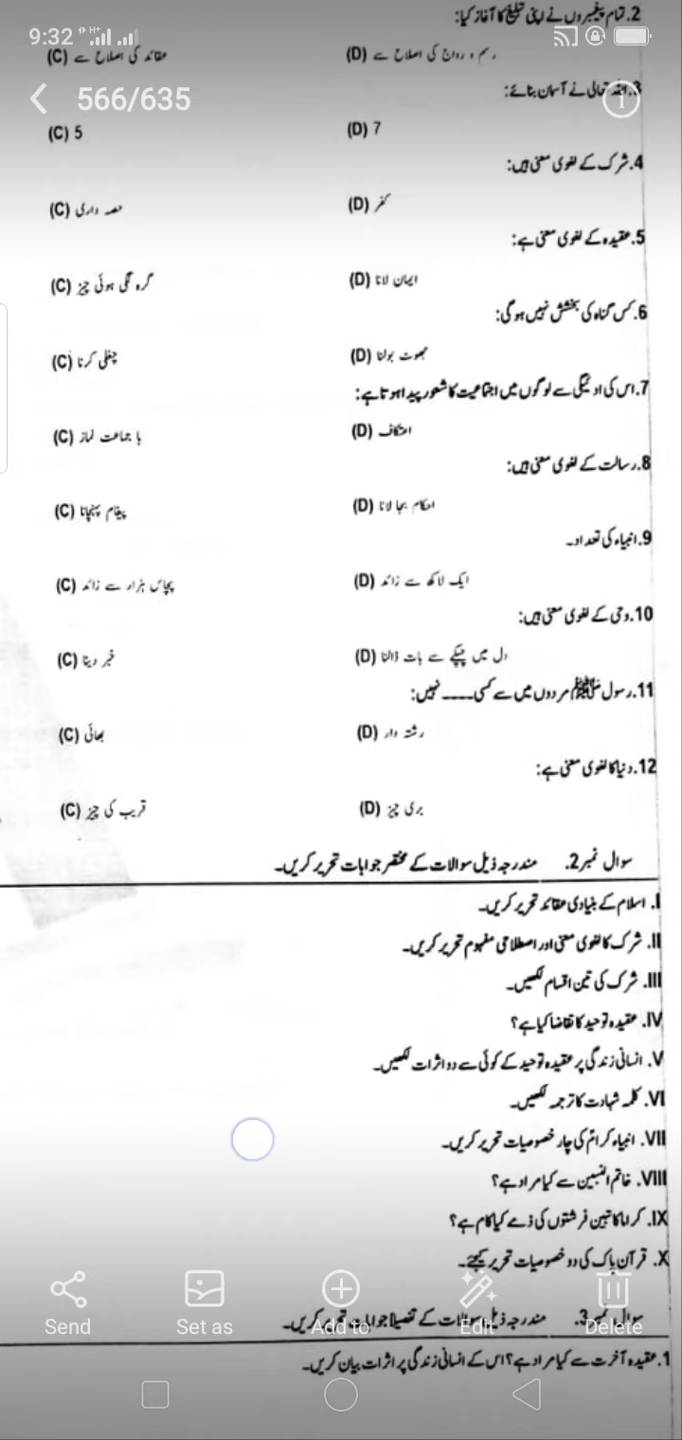 2. تمام پیغمبروں نے اپنی تبلیغ کا آغاز کیا:
9:32
(C) عقائد کی اصلاح سے (D) رسم و رواج کی اصلاح سے
566/635
3. اللہ تعالی نے آسمان بنائے:
(C) 5 (D) 7
4. شرک کے لغوی معنی ہیں:
(C) حصہ داری (D) کفر
5. عقیدہ کے لغوی معنی ہے:
(C) گرہ لگی ہوئی چیز (D) ایمان لانا
6. کس گناہ کی بخشش نہیں ہوگی:
(C) چغلی کرنا (D) جھوٹ بولنا
7. اس کی ادائیگی سے لوگوں میں اجتماعیت کا شعور پیدا ہوتا ہے:
(C) با جماعت نماز (D) اعتکاف
8. رسالت کے لغوی معنی ہیں:
(C) پیغام پہنچانا (D) احکام بجا لانا
9. انبیاء کی تعداد۔
(C) پچاس ہزار سے زائد (D) ایک لاکھ سے زائد
10. وحی کے لغوی معنی ہیں:
(C) خبر دینا (D) دل میں چپکے سے بات ڈالنا
11. رسول ﷺ مردوں میں سے کسی ۔۔۔۔ نہیں:
(C) بھائی (D) رشتہ دار
12. دنیا کا لغوی معنی ہے:
(C) قریب کی چیز (D) بری چیز
سوال نمبر 2. مندرجہ ذیل سوالات کے مختصر جوابات تحریر کریں۔
I. اسلام کے بنیادی عقائد تحریر کریں۔
II. شرک کا لغوی معنی اور اصطلاحی مفہوم تحریر کریں۔
III. شرک کی تین اقسام لکھیں۔
IV. عقیدہ توحید کا تقاضا کیا ہے؟
V. انسانی زندگی پر عقیدہ توحید کے کوئی سے دو اثرات لکھیں۔
VI. کلمہ شہادت کا ترجمہ لکھیں۔
VII. انبیاء کرامؑ کی چار خصوصیات تحریر کریں۔
VIII. خاتم النبیین سے کیا مراد ہے؟
IX. کراما کاتبین فرشتوں کی ذمے کیا کام ہے؟
X. قرآن پاک کی دو خصوصیات تحریر کیجئے۔
سوال نمبر 3. مندرجہ ذیل سوالات کے تفصیلا جوابات تحریر کریں۔
Send Set as Add to Edit Delete
1. عقیدہ آخرت سے کیا مراد ہے؟ اس کے انسانی زندگی پر اثرات بیان کریں۔